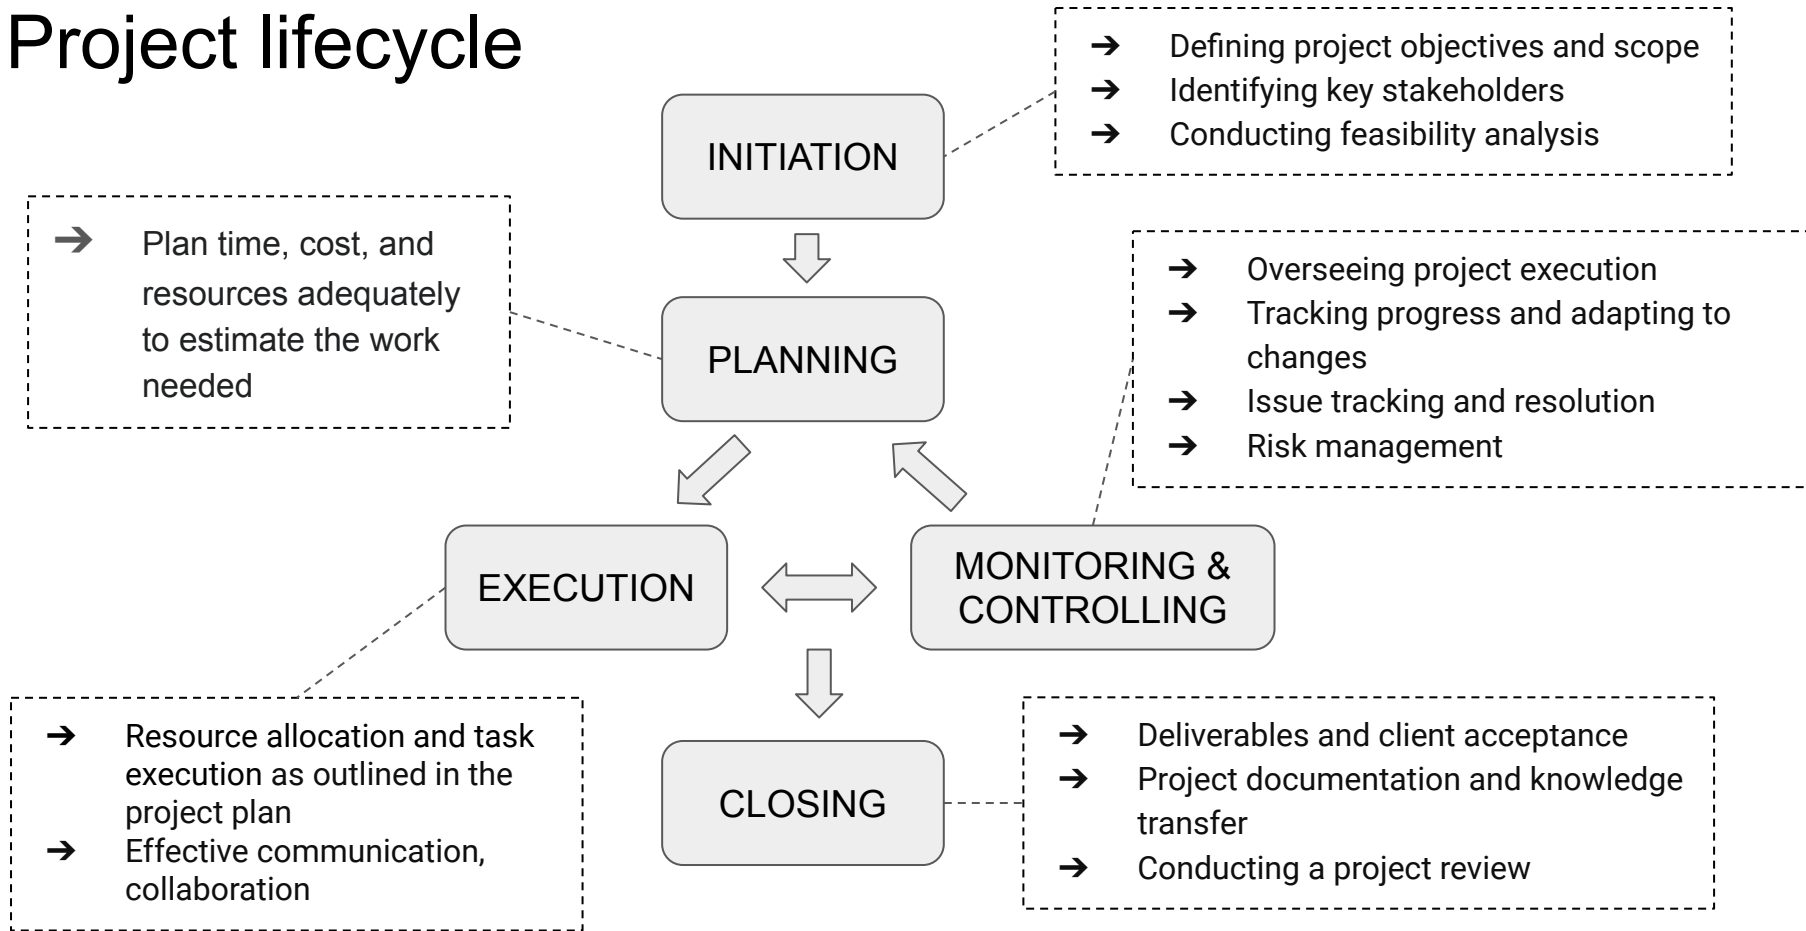 Project lifecycle
➔ Defining project objectives and scope
➔ Identifying key stakeholders
➔ Conducting feasibility analysis
INITIATION
➔ Plan time, cost, and
resources adequately
to estimate the work
needed
PLANNING
➔ Overseeing project execution
➔ Tracking progress and adapting to
changes
➔ Issue tracking and resolution
➔ Risk management
EXECUTION
MONITORING &
CONTROLLING
➔ Resource allocation and task
execution as outlined in the
project plan
➔ Effective communication,
collaboration
CLOSING
➔ Deliverables and client acceptance
➔ Project documentation and knowledge
transfer
➔ Conducting a project review